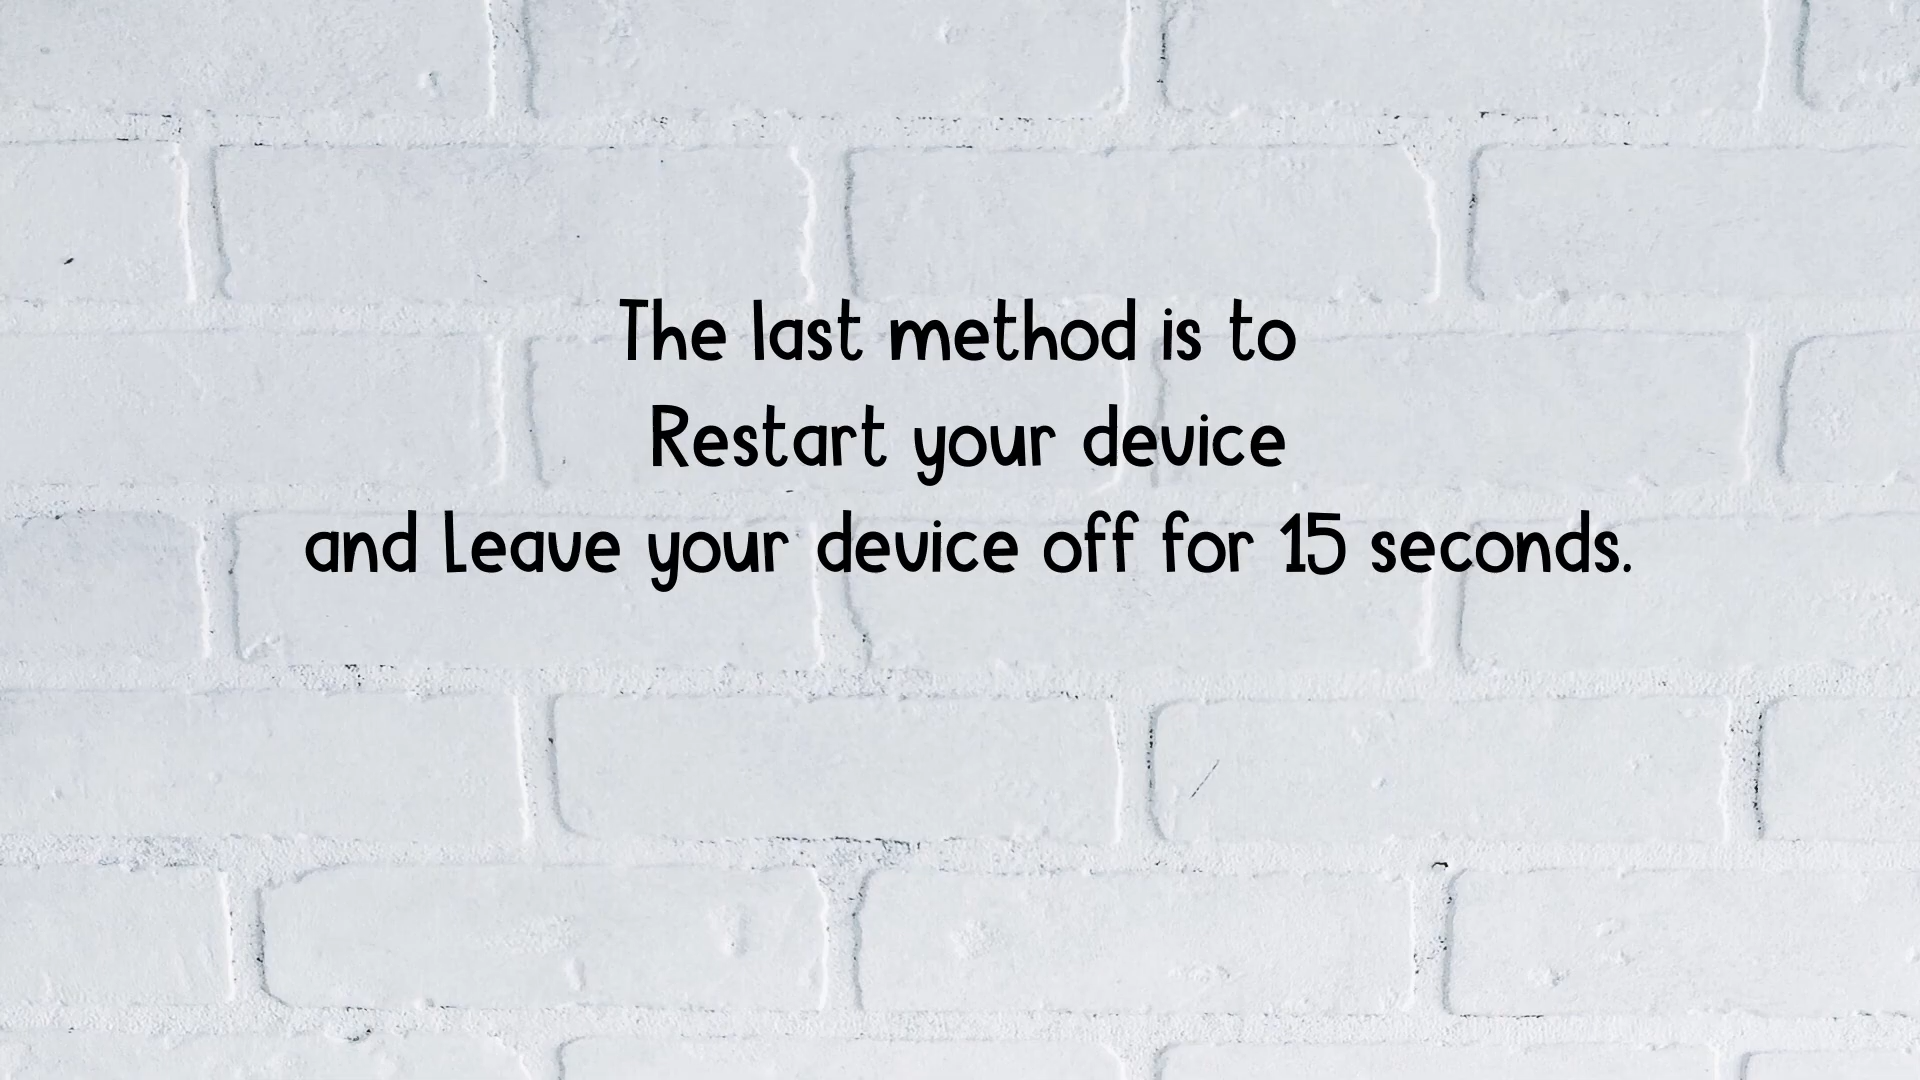 The last method is to
Restart your device
and Leave your device off for 15 seconds.